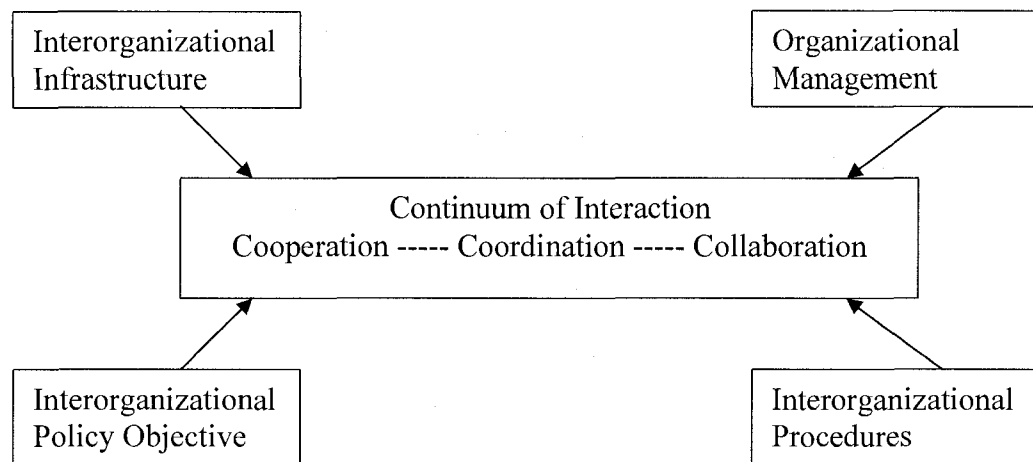 Interorganizational
Infrastructure
Organizational
Management
Continuum of Interaction
Cooperation ----- Coordination ----- Collaboration
Interorganizational
Policy Objective
Interorganizational
Procedures